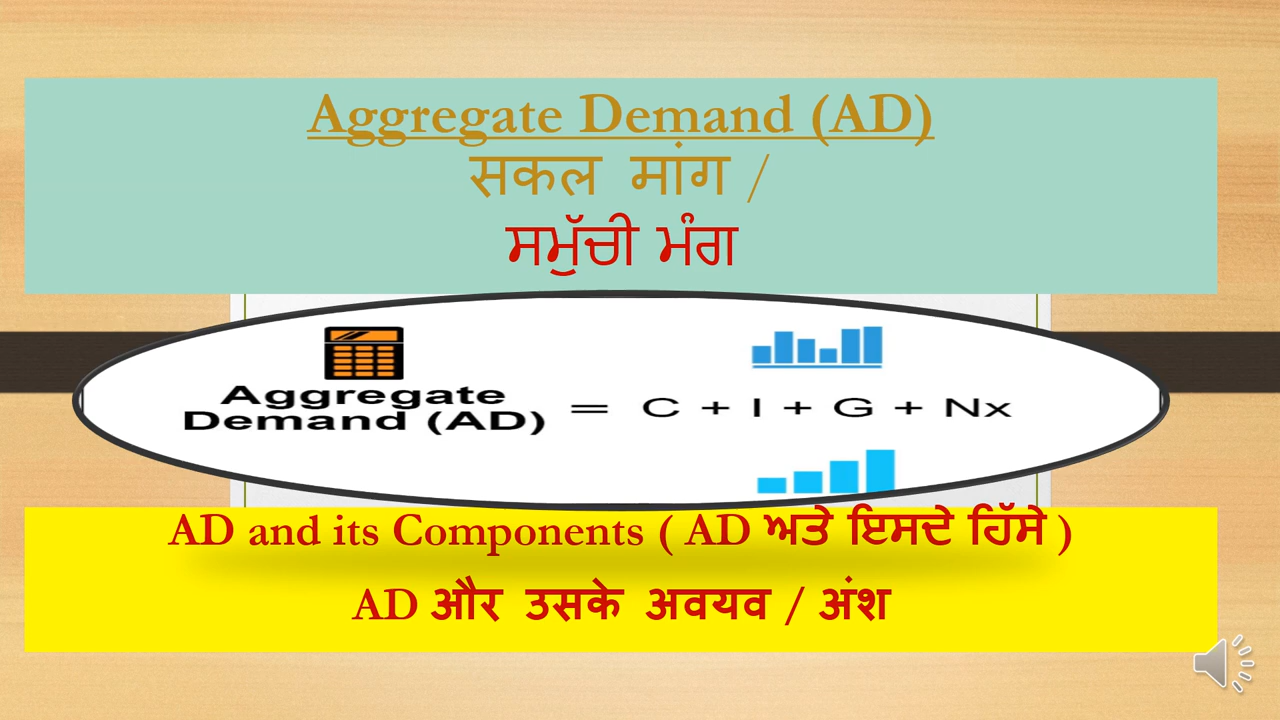 Aggregate Demand (AD)
सकल मांग /
ਸਮੁੱਚੀ ਮੰਗ
Aggregate
Demand (AD) = C + I + G + Nx
AD and its Components ( AD ਅਤੇ ਇਸਦੇ ਹਿੱਸੇ )
AD और उसके अवयव / अंश